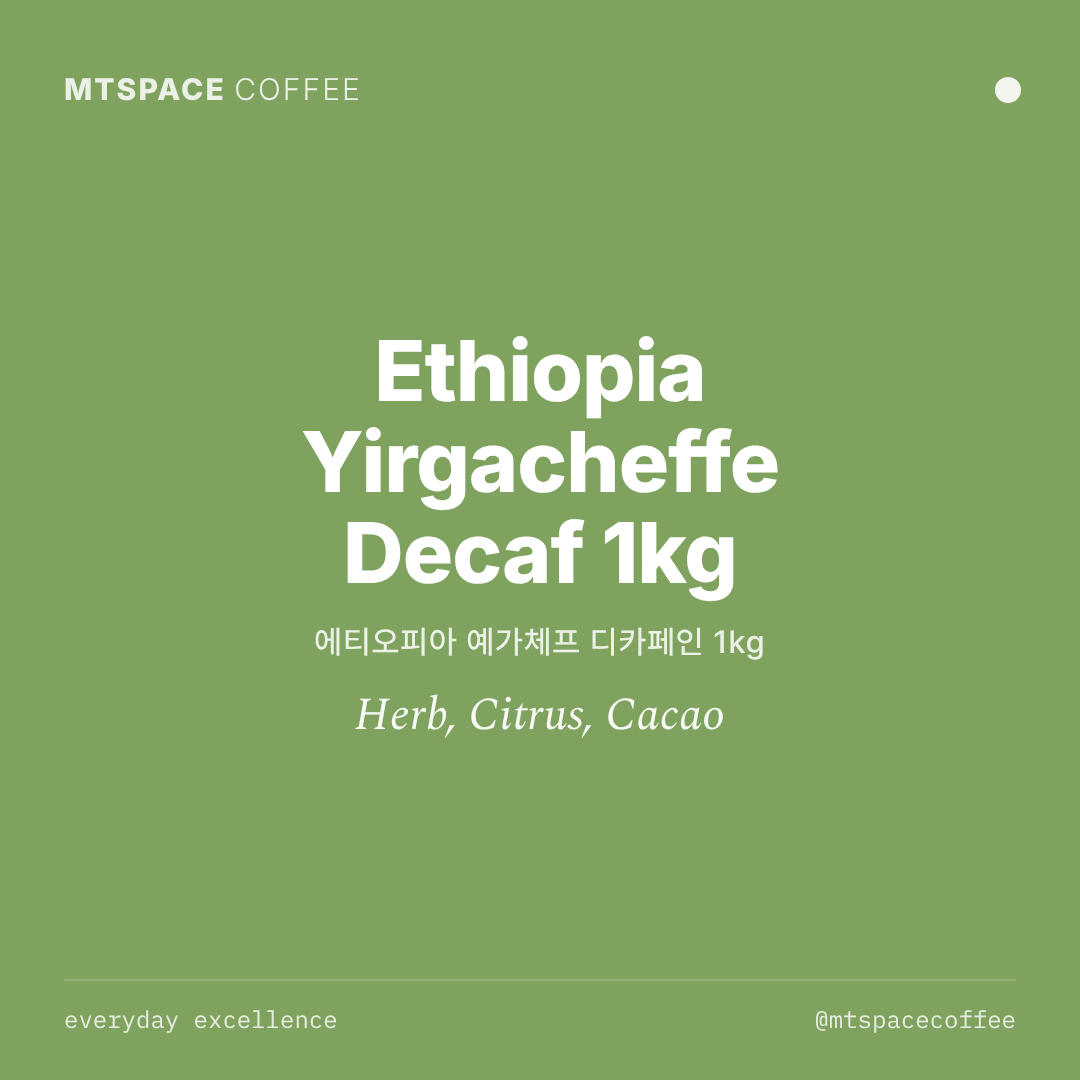 MTSPACE COFFEE
Ethiopia
Yirgacheffe
Decaf 1kg
에티오피아 예가체프 디카페인 1kg
Herb, Citrus, Cacao
everyday excellence
@mtspacecoffee